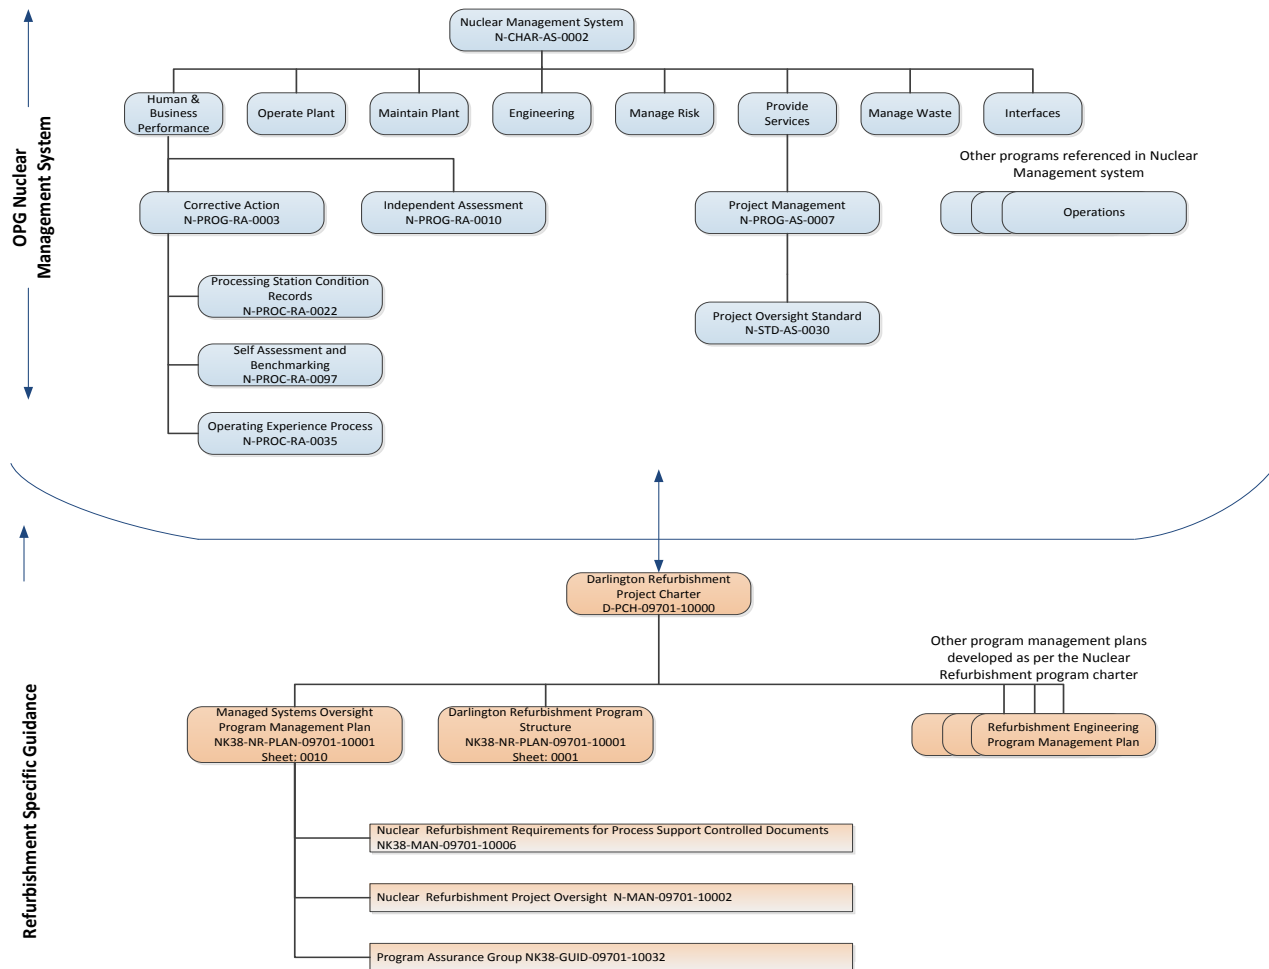 Nuclear Management System
N-CHAR-AS-0002
Human &
Business
Performance
Operate Plant
Maintain Plant
Engineering
Manage Risk
Provide
Services
Manage Waste
Interfaces
Other programs referenced in Nuclear
Management system
OPG Nuclear
Management System
Corrective Action
N-PROG-RA-0003
Independent Assessment
N-PROG-RA-0010
Project Management
N-PROG-AS-0007
Operations
Processing Station Condition
Records
N-PROC-RA-0022
Project Oversight Standard
N-STD-AS-0030
Self Assessment and
Benchmarking
N-PROC-RA-0097
Operating Experience Process
N-PROC-RA-0035
Darlington Refurbishment
Project Charter
D-PCH-09701-10000
Other program management plans
developed as per the Nuclear
Refurbishment program charter
Refurbishment Specific Guidance
Managed Systems Oversight
Program Management Plan
NK38-NR-PLAN-09701-10001
Sheet: 0010
Darlington Refurbishment Program
Structure
NK38-NR-PLAN-09701-10001
Sheet: 0001
Refurbishment Engineering
Program Management Plan
Nuclear Refurbishment Requirements for Process Support Controlled Documents
NK38-MAN-09701-10006
Nuclear Refurbishment Project Oversight N-MAN-09701-10002
Program Assurance Group NK38-GUID-09701-10032